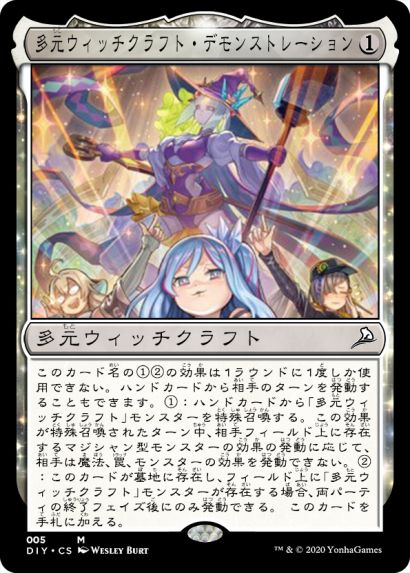 多元ウィッチクラフト・デモンストレーション 1
多元ウィッチクラフト
このカード名の①②の効果は1ラウンドに1度しか使
用できない。ハンドカードから相手のターンを発動す
ることもできます。①:ハンドカードから「多元ウィ
ッチクラフト」モンスターを特殊召喚する。この効果
が特殊召喚されたターン中、相手フィールド上に存在
するマジシャン型モンスターの効果の発動に応じて、
相手は魔法、罠、モンスターの効果を発動できない。②
:このカードが墓地に存在し、フィールド上に「多元ウ
ィッチクラフト」モンスターが存在する場合、両パーティ
の終了フェイズ後にのみ発動できる。 このカードを
手札に加える。
005 M
DIY • CS Wesley Burt
™ & © 2020 YonhaGames